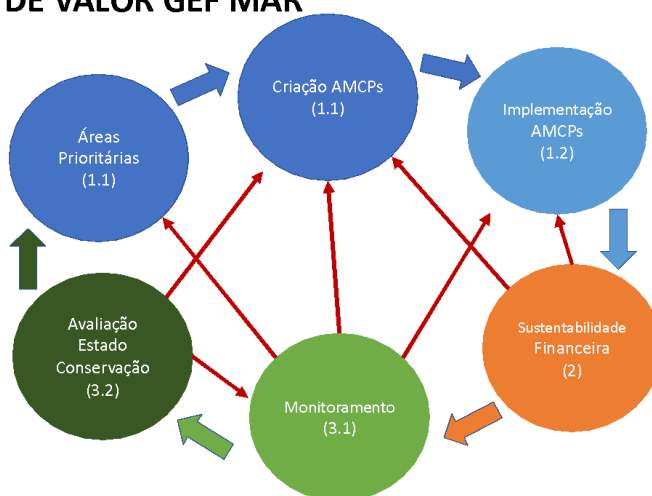 DE VALOR GEF MAR
Criação AMCPs
(1.1)
Implementação
AMCPs
(1.2)
Áreas
Prioritárias
(1.1)
Avaliação
Estado
Conservação
(3.2)
Sustentabilidade
Financeira
(2)
Monitoramento
(3.1)